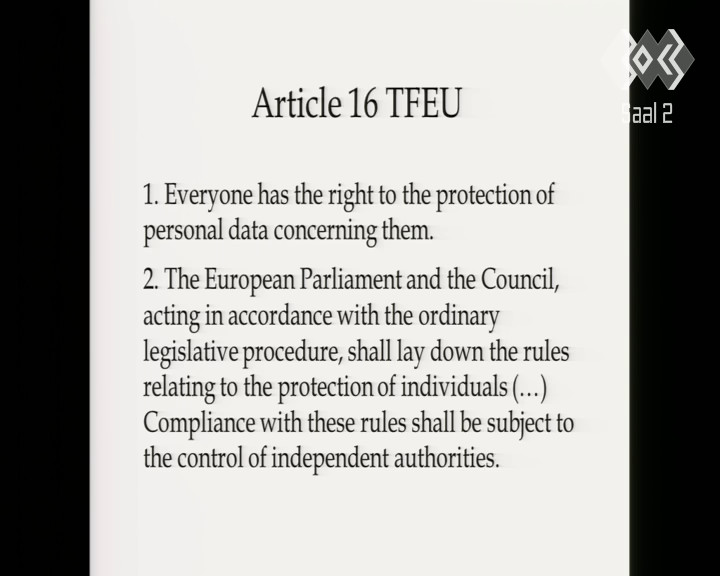 Article 16 TFEU
Saal 2
1. Everyone has the right to the protection of
personal data concerning them.
2. The European Parliament and the Council,
acting in accordance with the ordinary
legislative procedure, shall lay down the rules
relating to the protection of individuals (…)
Compliance with these rules shall be subject to
the control of independent authorities.